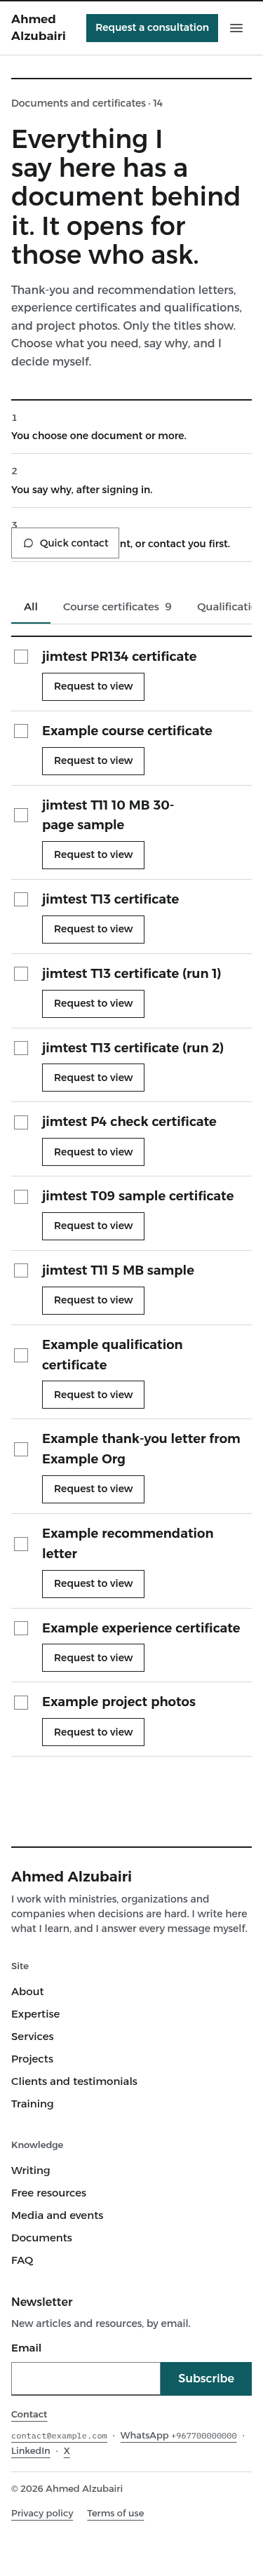 Ahmed
Alzubairi
Request a consultation
Documents and certificates · 14
Everything I
say here has a
document behind
it. It opens for
those who ask.
Thank-you and recommendation letters,
experience certificates and qualifications,
and project photos. Only the titles show.
Choose what you need, say why, and I
decide myself.
1
You choose one document or more.
2
You say why, after signing in.
3
Quick contact
nt, or contact you first.
All
Course certificates 9
Qualificati
jimtest PR134 certificate
Request to view
Example course certificate
Request to view
jimtest T11 10 MB 30-
page sample
Request to view
jimtest T13 certificate
Request to view
jimtest T13 certificate (run 1)
Request to view
jimtest T13 certificate (run 2)
Request to view
jimtest P4 check certificate
Request to view
jimtest T09 sample certificate
Request to view
jimtest T11 5 MB sample
Request to view
Example qualification
certificate
Request to view
Example thank-you letter from
Example Org
Request to view
Example recommendation
letter
Request to view
Example experience certificate
Request to view
Example project photos
Request to view
Ahmed Alzubairi
I work with ministries, organizations and
companies when decisions are hard. I write here
what I learn, and I answer every message myself.
Site
About
Expertise
Services
Projects
Clients and testimonials
Training
Knowledge
Writing
Free resources
Media and events
Documents
FAQ
Newsletter
New articles and resources, by email.
Email
Subscribe
Contact
contact@example.com · WhatsApp +967700000000 ·
LinkedIn · X
© 2026 Ahmed Alzubairi
Privacy policy
Terms of use